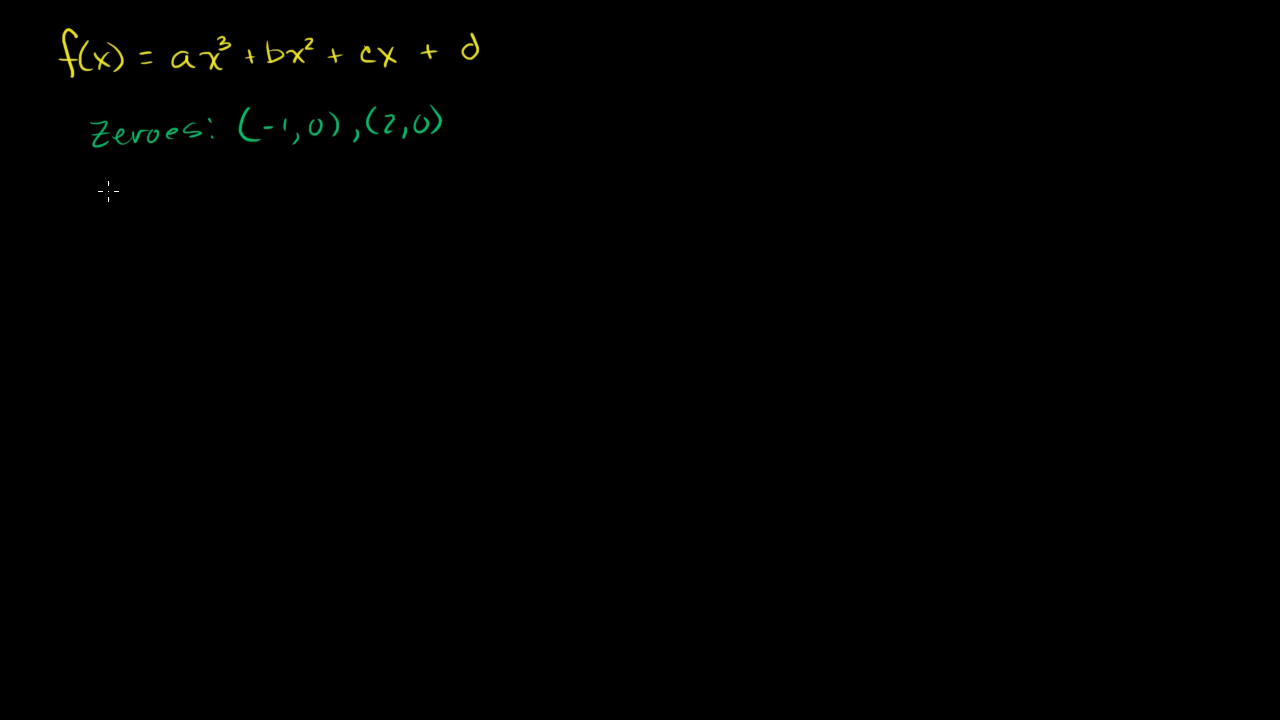 f(x) = ax³ + bx² + cx + d
Zeroes: (-1,0), (2,0)